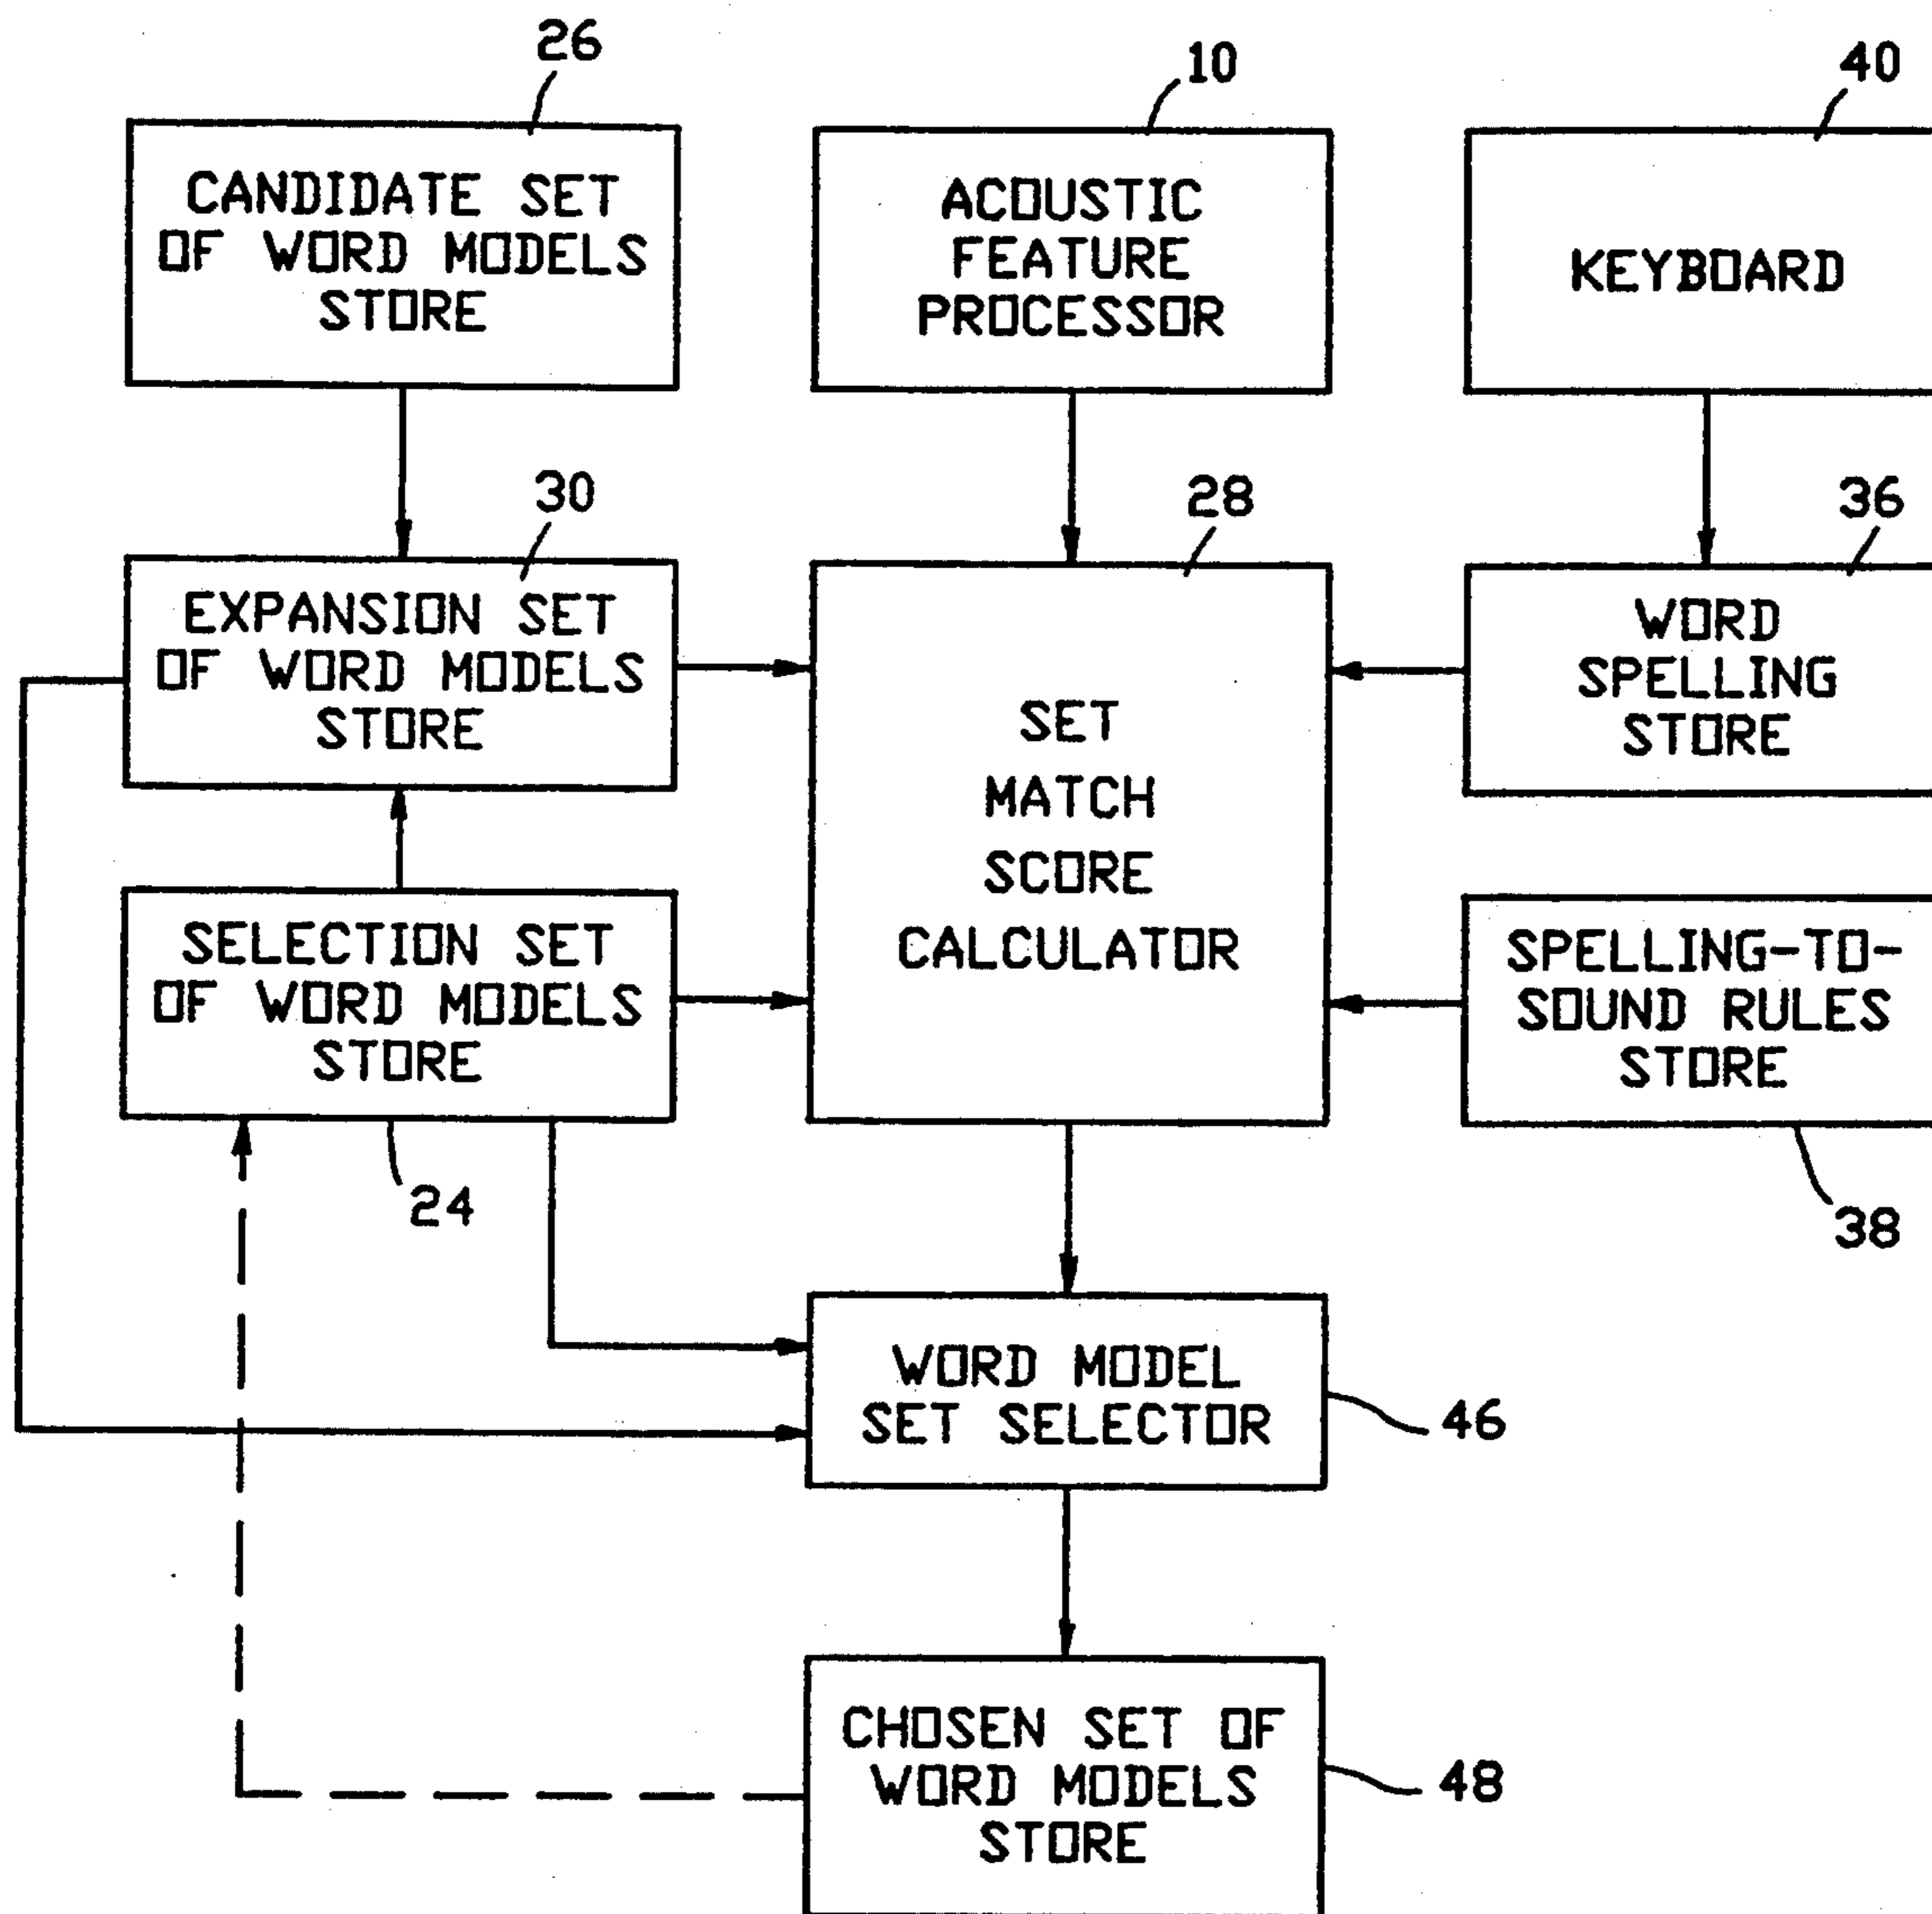 26
CANDIDATE SET
OF WORD MODELS
STORE
10
ACOUSTIC
FEATURE
PROCESSOR
40
KEYBOARD
30
EXPANSION SET
OF WORD MODELS
STORE
28
SET
MATCH
SCORE
CALCULATOR
36
WORD
SPELLING
STORE
SELECTION SET
OF WORD MODELS
STORE
24
SPELLING-TO-
SOUND RULES
STORE
38
WORD MODEL
SET SELECTOR
46
CHOSEN SET OF
WORD MODELS
STORE
48